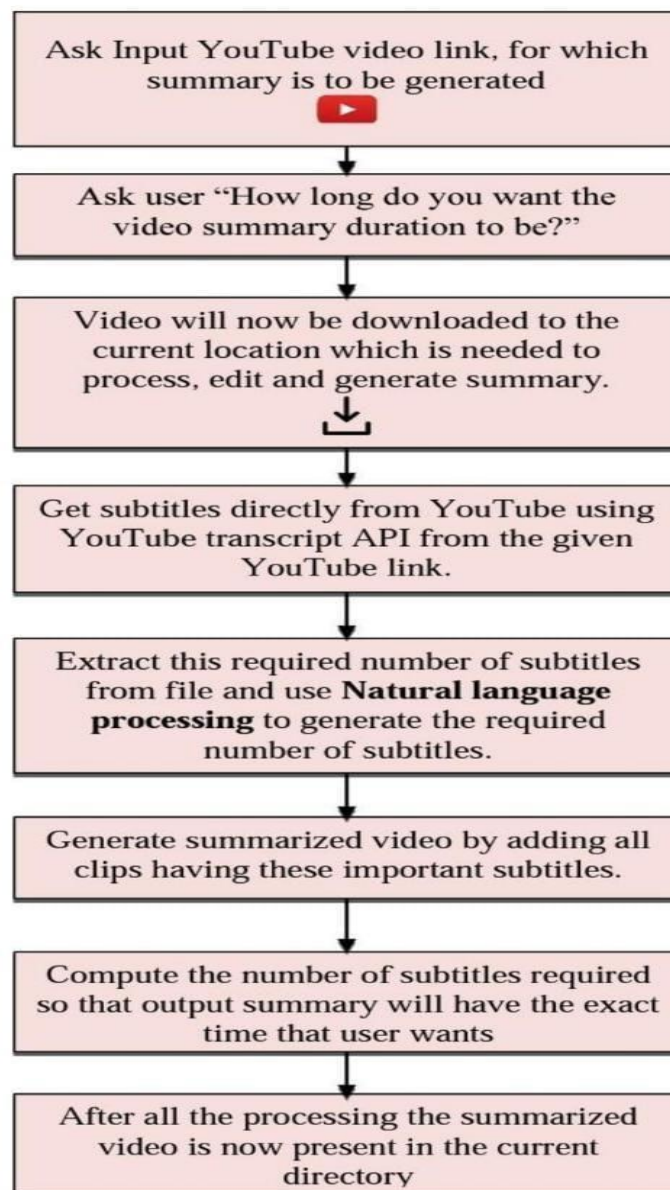 Ask Input YouTube video link, for which
summary is to be generated
Ask user “How long do you want the
video summary duration to be?”
Video will now be downloaded to the
current location which is needed to
process, edit and generate summary.
Get subtitles directly from YouTube using
YouTube transcript API from the given
YouTube link.
Extract this required number of subtitles
from file and use Natural language
processing to generate the required
number of subtitles.
Generate summarized video by adding all
clips having these important subtitles.
Compute the number of subtitles required
so that output summary will have the exact
time that user wants
After all the processing the summarized
video is now present in the current
directory